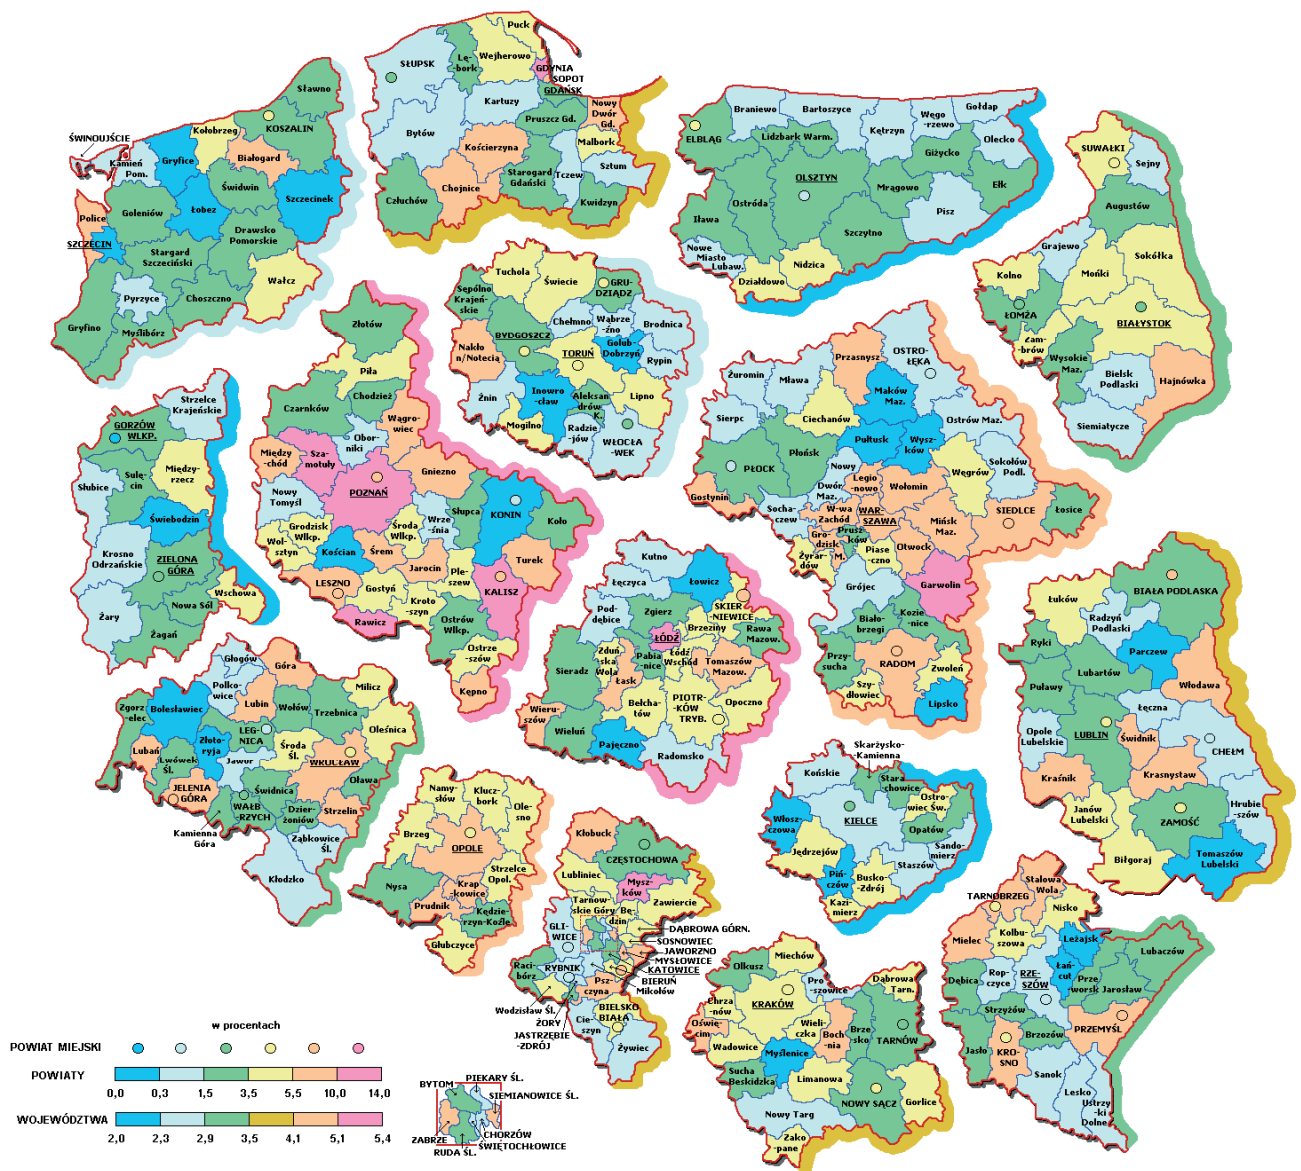 Puck
Wejherowo
Lę-
bork
SŁUPSK
GDYNIA
SOPOT
GDAŃSK
Kartuzy
Bytów
Pruszcz Gd.
Nowy
Dwór
Gd.
Malbork
Kościerzyna
Sztum
Tczew
Starogard
Gdański
Chojnice
Człuchów
Kwidzyn
Sławno
KOSZALIN
Kołobrzeg
Białogard
ŚWINOUJŚCIE
Kamień
Pom.
Gryfice
Świdwin
Szczecinek
Łobez
Goleniów
Police
SZCZECIN
Drawsko
Pomorskie
Stargard
Szczeciński
Wałcz
Pyrzyce
Choszczno
Myślibórz
Gryfino
Braniewo
Bartoszyce
Gołdap
Węgo-
rzewo
Kętrzyn
Olecko
ELBLĄG
Lidzbark Warm.
Giżycko
OLSZTYN
Mrągowo
Ełk
Ostróda
Pisz
Iława
Szczytno
Nowe
Miasto
Lubaw.
Nidzica
Działdowo
SUWAŁKI
Sejny
Augustów
Grajewo
Sokółka
Mońki
Kolno
ŁOMŻA
BIAŁYSTOK
Zam-
brów
Wysokie
Maz.
Bielsk
Podlaski
Hajnówka
Siemiatycze
Tuchola
Świecie
Sępólno
Krajeń-
skie
GRU-
DZIĄDZ
Chełmno
Wąbrze-
źno
Brodnica
BYDGOSZCZ
Golub-
Dobrzyń
Nakło
n/Notecią
TORUŃ
Rypin
Inowro-
cław
Aleksan-
drów
K.
Lipno
Żnin
Mogilno
Radzie-
jów
WŁOCŁA
-WEK
Złotów
Piła
Chodzież
Czarnków
Wągro-
wiec
Obor-
niki
Między-
chód
Sza-
motuły
Gniezno
POZNAŃ
Nowy
Tomyśl
Słupca
KONIN
Koło
Wrze-
śnia
Grodzisk
Wlkp.
Środa
Wlkp.
Wol-
sztyn
Kościan
Śrem
Turek
Jarocin
Ple-
szew
LESZNO
Gostyń
KALISZ
Kroto-
szyn
Rawicz
Ostrów
Wlkp.
Ostrze-
szów
Kępno
Strzelce
Krajeńskie
GORZÓW
WLKP.
Między-
rzecz
Sulę-
cin
Słubice
Świebodzin
Krosno
Odrzańskie
ZIELONA
GÓRA
Wschowa
Nowa Sól
Żary
Żagań
OSTRO-
ŁĘKA
Przasnysz
Żuromin
Mława
Maków
Maz.
Sierpc
Ciechanów
Ostrów Maz.
Pułtusk
Wysz-
ków
PŁOCK
Płońsk
Sokołów
Podl.
Węgrów
Nowy
Dwór
Maz.
Legio-
nowo
Wołomin
Gostynin
W-wa
Zachód
WAR-
SZAWA
SIEDLCE
Łosice
Socha-
czew
Mińsk
Maz.
Gro-
dzisk
M.
Prusz
ków
Otwock
Żyrar-
dów
Piase
czno
Garwolin
Grójec
Kozie-
nice
Biało-
brzegi
RADOM
Przy-
sucha
Zwoleń
Szy-
dłowiec
Lipsko
Kutno
Łęczyca
Łowicz
SKIER
-NIEWICE
Pod-
dębice
Zgierz
Brzeziny
Rawa
Mazow.
ŁÓDŹ
Zduń
ska
Wola
Pabia
nice
Łódź
Wschód
Sieradz
Łask
Tomaszów
Mazow.
PIOTR-
KÓW
TRYB.
Opoczno
Bełcha-
tów
Wieru-
szów
Wieluń
Pajęczno
Radomsko
BIAŁA PODLASKA
Łuków
Radzyń
Podlaski
Ryki
Parczew
Włodawa
Lubartów
Puławy
Łęczna
LUBLIN
Świdnik
CHEŁM
Opole
Lubelskie
Krasnystaw
Kraśnik
Hrubie-
szów
Janów
Lubelski
ZAMOŚĆ
Biłgoraj
Tomaszów
Lubelski
Głogów
Góra
Milicz
Polko-
wice
Zgorz-
elec
Bolesławiec
Lubin
Wołów
Trzebnica
Oleśnica
LEG-
NICA
Złoto-
ryja
Lubań
Środa
Śl.
WROCŁAW
Lwówek
Śl.
Jawor
Oława
JELENIA
GÓRA
Świdnica
WAŁB
-RZYCH
Dzier-
żoniów
Strzelin
Kamienna
Góra
Ząbkowice
Śl.
Kłodzko
Namy-
słów
Klucz-
bork
Ole-
sno
Brzeg
OPOLE
Strzelce
Opol.
Nysa
Krap-
kowice
Prudnik
Kędzie-
rzyn-Koźle
Głubczyce
Kłobuck
CZĘSTOCHOWA
Lubliniec
Mysz-
ków
Tarnow
skie Góry
Bę-
dzin
Zawiercie
DĄBROWA GÓRN.
GLI-
WICE
SOSNOWIEC
JAWORZNO
MYSŁOWICE
KATOWICE
BIERUŃ
Mikołów
Raci-
bórz
RYBNIK
Psz-
czyna
Wodzisław Śl.
ŻORY
JASTRZĘBIE
-ZDRÓJ
BIELSKO
BIAŁA
Cie-
szyn
Żywiec
Skarżysko-
Kamienna
Końskie
Stara
chowice
Ostro-
wiec Św.
Włosz-
czowa
KIELCE
Opatów
Jędrzejów
Sando-
mierz
Staszów
Piń-
czów
Busko-
Zdrój
Kazi-
mierz
Miechów
Olkusz
Pro-
szowice
Dąbrowa
Tarn.
Chrza-
nów
KRAKÓW
Oświę-
cim
Wieli-
czka
Boch-
nia
Brze-
sko
TARNÓW
Wadowice
Myślenice
Sucha
Beskidzka
Limanowa
NOWY SĄCZ
Gorlice
Nowy Targ
Zako-
pane
Stalowa
Wola
TARNOBRZEG
Nisko
Kolbu-
szowa
Mielec
Leżajsk
Lubaczów
Dębica
Rop-
czyce
RZE-
SZÓW
Łań-
cut
Prze
worsk
Jarosław
Strzyżów
PRZEMYŚL
Brzozów
Jasło
KRO-
SNO
Sanok
Lesko
Ustrzy-
ki
Dolne
w procentach
POWIAT MIEJSKI
POWIATY
0,0 0,3 1,5 3,5 5,5 10,0 14,0
WOJEWÓDZTWA
2,0 2,3 2,9 3,5 4,1 5,1 5,4
PIEKARY ŚL.
BYTOM
SIEMIANOWICE ŚL.
CHORZÓW
ŚWIĘTOCHŁOWICE
ZABRZE
RUDA ŚL.